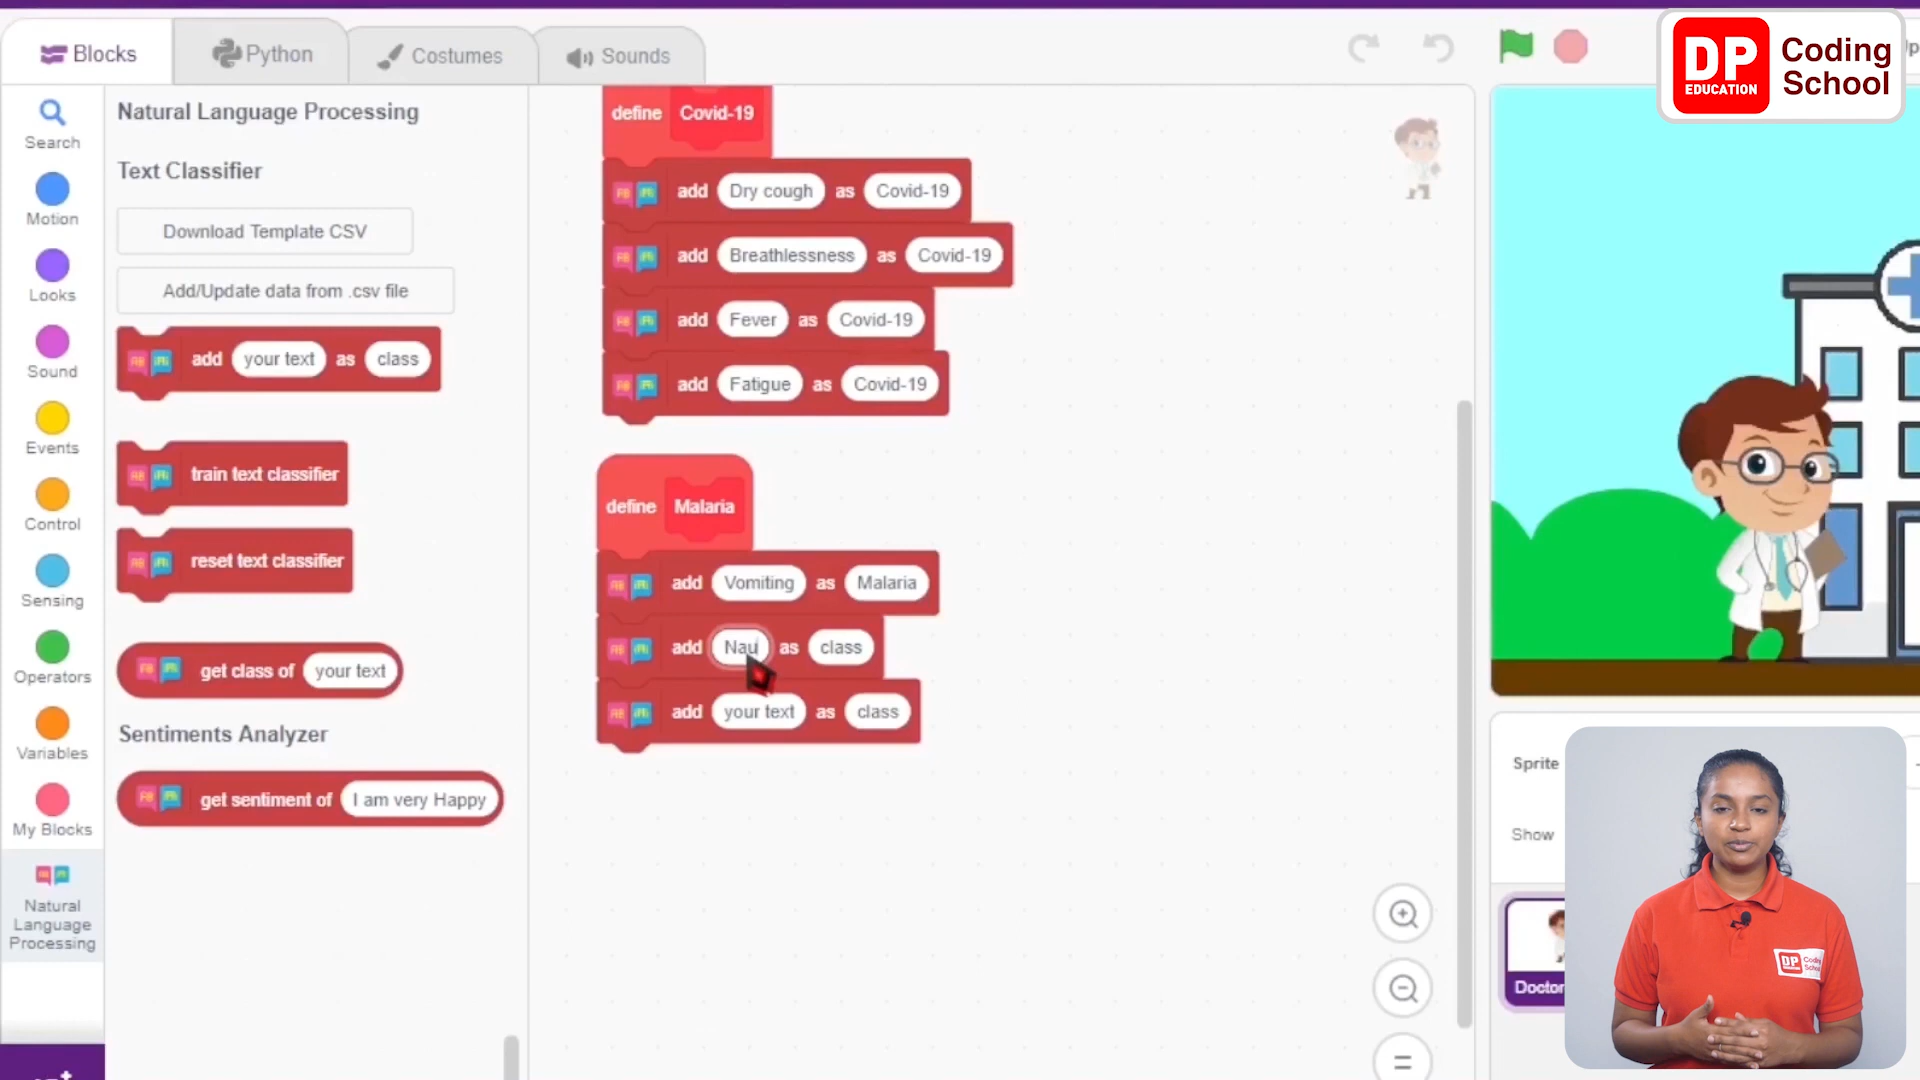 Blocks
Python
Costumes
Sounds
DP
EDUCATION
Coding
School
Search
Motion
Looks
Sound
Events
Control
Sensing
Operators
Variables
My Blocks
Natural
Language
Processing
Natural Language Processing
Text Classifier
Download Template CSV
Add/Update data from .csv file
add your text as class
train text classifier
reset text classifier
get class of your text
Sentiments Analyzer
get sentiment of I am very Happy
define Covid-19
add Dry cough as Covid-19
add Breathlessness as Covid-19
add Fever as Covid-19
add Fatigue as Covid-19
define Malaria
add Vomiting as Malaria
add Nau as class
add your text as class
Sprite
Show
Doctor
DP